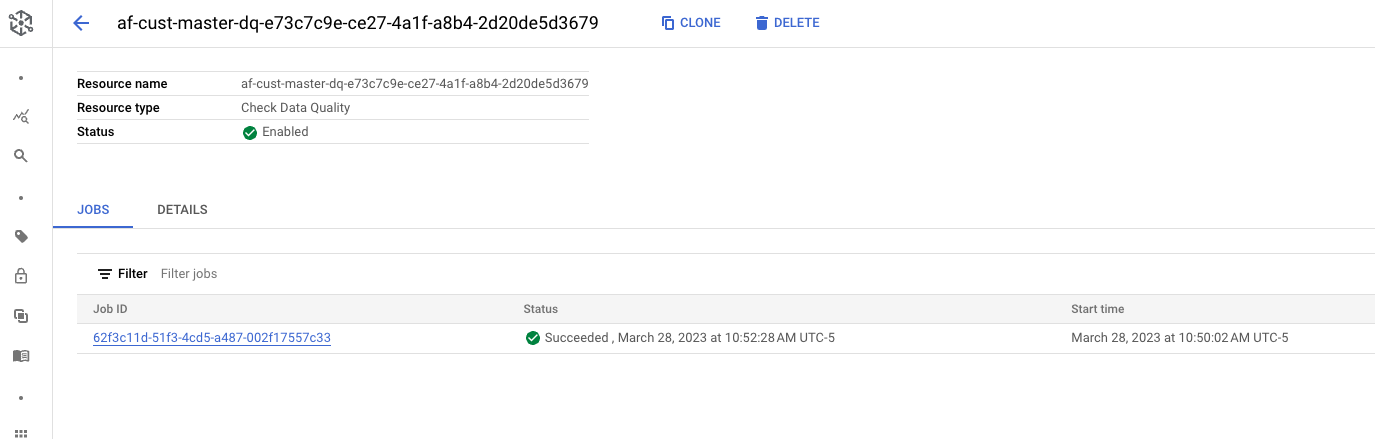 af-cust-master-dq-e73c7c9e-ce27-4a1f-a8b4-2d20de5d3679 CLONE DELETE
Resource name af-cust-master-dq-e73c7c9e-ce27-4a1f-a8b4-2d20de5d3679
Resource type Check Data Quality
Status Enabled
JOBS DETAILS
Filter Filter jobs
Job ID Status Start time
62f3c11d-51f3-4cd5-a487-002f17557c33 Succeeded , March 28, 2023 at 10:52:28 AM UTC-5 March 28, 2023 at 10:50:02 AM UTC-5